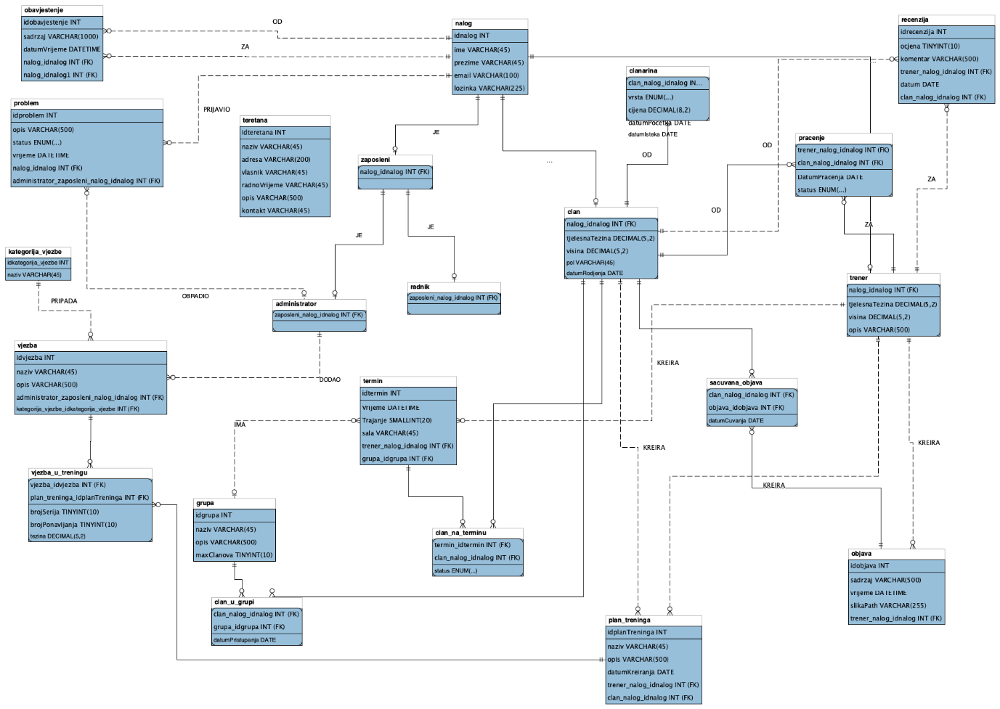 obavjestenje
idobavjestenje INT
sadrzaj VARCHAR(1000)
datumVrijeme DATETIME
nalog_idnalog INT (FK)
nalog_idnalog1 INT (FK)
OD
ZA
nalog
idnalog INT
ime VARCHAR(45)
prezime VARCHAR(45)
email VARCHAR(100)
lozinka VARCHAR(225)
recenzija
idrecenzija INT
ocjena TINYINT(10)
komentar VARCHAR(500)
trener_nalog_idnalog INT (FK)
datum DATE
clan_nalog_idnalog INT (FK)
...
clanarina
clan_nalog_idnalog IN...
vrsta ENUM(...)
cijena DECIMAL(8,2)
datumPocetka DATE
datumIsteka DATE
OD
problem
idproblem INT
opis VARCHAR(500)
status ENUM(...)
vrijeme DATETIME
nalog_idnalog INT (FK)
administrator_zaposleni_nalog_idnalog INT (FK)
PRIJAVIO
teretana
idteretana INT
naziv VARCHAR(45)
adresa VARCHAR(200)
vlasnik VARCHAR(45)
radnoVrijeme VARCHAR(45)
opis VARCHAR(500)
kontakt VARCHAR(45)
JE
zaposleni
nalog_idnalog INT (FK)
...
pracenje
trener_nalog_idnalog INT (FK)
clan_nalog_idnalog INT (FK)
DatumPracenja DATE
status ENUM(...)
OD
ZA
OD
ZA
clan
nalog_idnalog INT (FK)
tjelesnaTezina DECIMAL(5,2)
visina DECIMAL(5,2)
pol VARCHAR(45)
datumRodjenja DATE
JE
JE
kategorija_vjezbe
idkategorija_vjezbe INT
naziv VARCHAR(45)
PRIPADA
OBRADIO
administrator
zaposleni_nalog_idnalog INT (FK)
radnik
zaposleni_nalog_idnalog INT (FK)
trener
nalog_idnalog INT (FK)
tjelesnaTezina DECIMAL(5,2)
visina DECIMAL(5,2)
opis VARCHAR(500)
vjezba
idvjezba INT
naziv VARCHAR(45)
opis VARCHAR(500)
administrator_zaposleni_nalog_idnalog INT (FK)
kategorija_vjezbe_idkategorija_vjezbe INT (FK)
DODAO
KREIRA
termin
idtermin INT
Vrijeme DATETIME
Trajanje SMALLINT(20)
sala VARCHAR(45)
trener_nalog_idnalog INT (FK)
grupa_idgrupa INT (FK)
IMA
sacuvana_objava
clan_nalog_idnalog INT (FK)
objava_idobjava INT (FK)
datumCuvanja DATE
KREIRA
KREIRA
KREIRA
vjezba_u_treningu
vjezba_idvjezba INT (FK)
plan_treninga_idplanTreninga INT (FK)
brojSerija TINYINT(10)
brojPonavljanja TINYINT(10)
tezina DECIMAL(5,2)
grupa
idgrupa INT
naziv VARCHAR(45)
opis VARCHAR(500)
maxClanova TINYINT(10)
clan_na_terminu
termin_idtermin INT (FK)
clan_nalog_idnalog INT (FK)
status ENUM(...)
objava
idobjava INT
sadrzaj VARCHAR(500)
vrijeme DATETIME
slikaPath VARCHAR(255)
trener_nalog_idnalog INT (FK)
clan_u_grupi
clan_nalog_idnalog INT (FK)
grupa_idgrupa INT (FK)
datumPristupanja DATE
plan_treninga
idplanTreninga INT
naziv VARCHAR(45)
opis VARCHAR(500)
datumKreiranja DATE
trener_nalog_idnalog INT (FK)
clan_nalog_idnalog INT (FK)